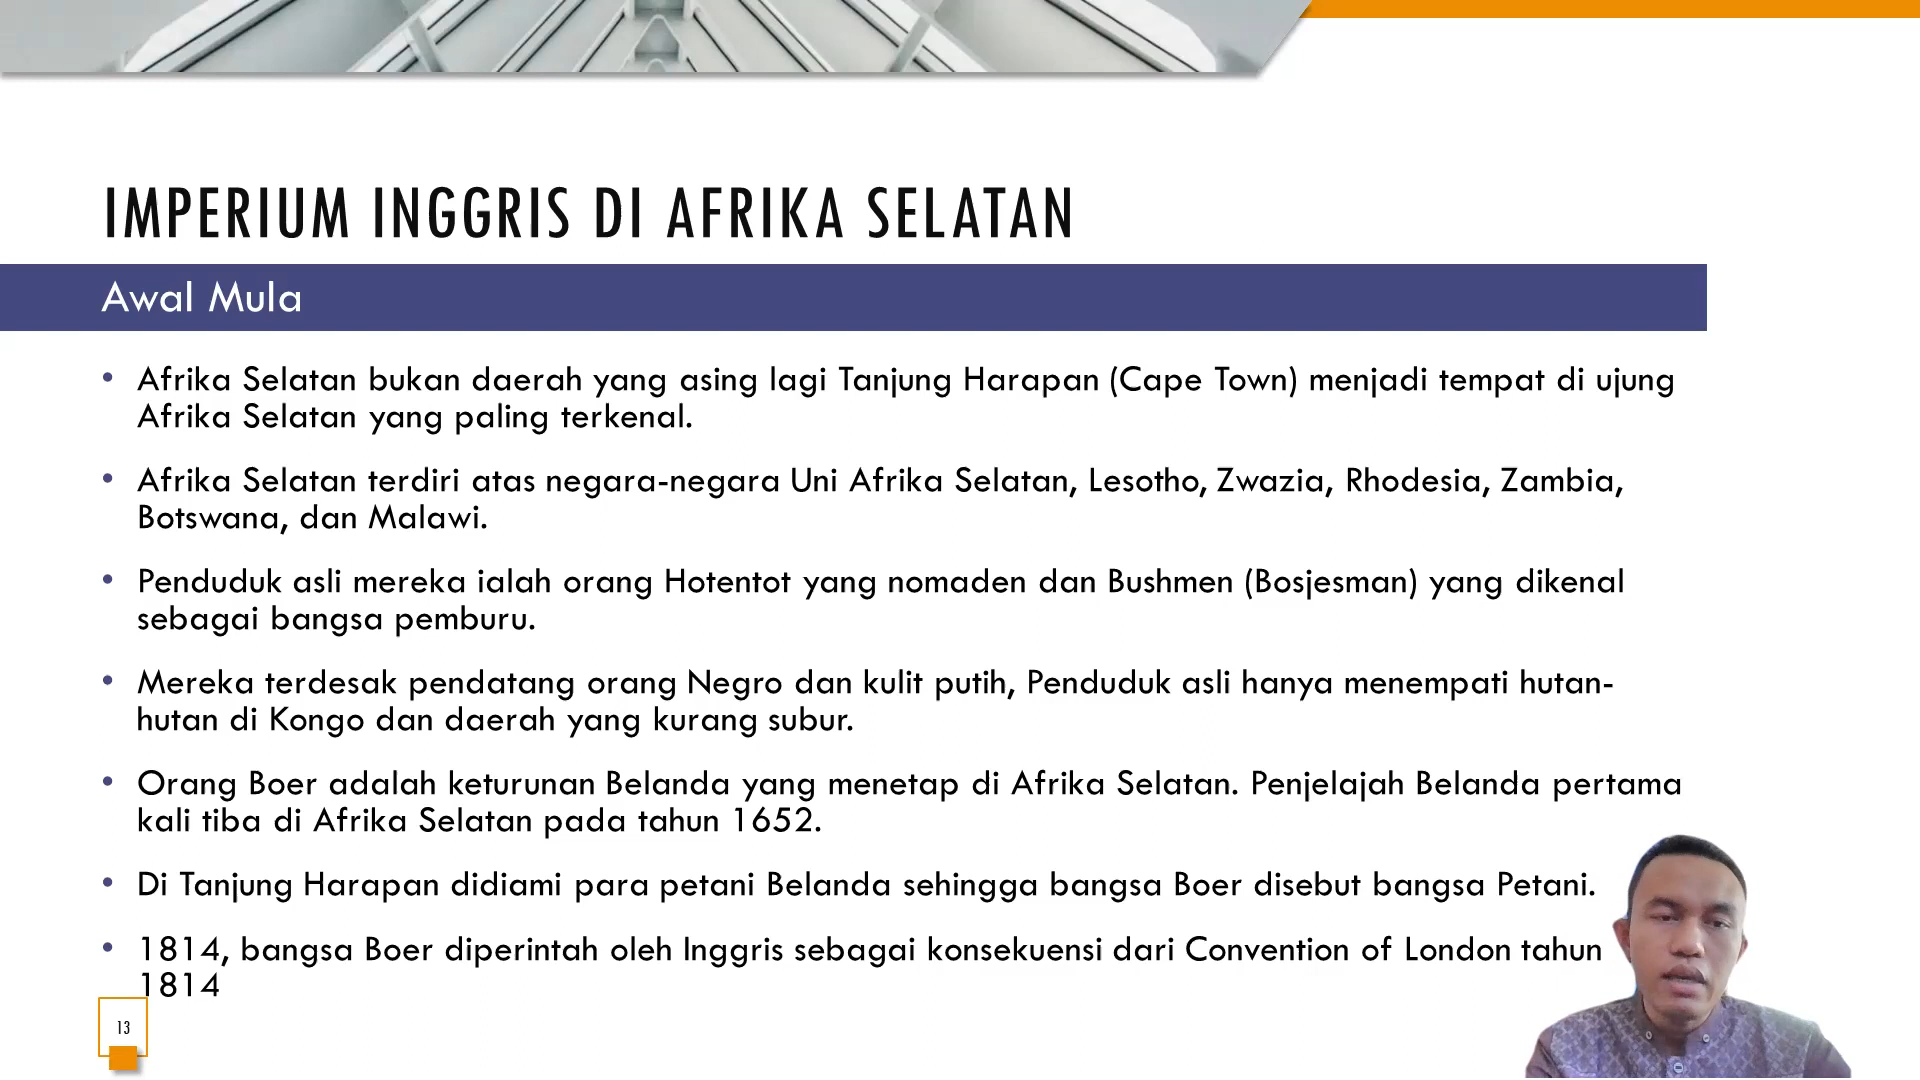 IMPERIUM INGGRIS DI AFRIKA SELATAN
Awal Mula
• Afrika Selatan bukan daerah yang asing lagi Tanjung Harapan (Cape Town) menjadi tempat di ujung
Afrika Selatan yang paling terkenal.
• Afrika Selatan terdiri atas negara-negara Uni Afrika Selatan, Lesotho, Zwazia, Rhodesia, Zambia,
Botswana, dan Malawi.
• Penduduk asli mereka ialah orang Hotentot yang nomaden dan Bushmen (Bosjesman) yang dikenal
sebagai bangsa pemburu.
• Mereka terdesak pendatang orang Negro dan kulit putih, Penduduk asli hanya menempati hutan-
hutan di Kongo dan daerah yang kurang subur.
• Orang Boer adalah keturunan Belanda yang menetap di Afrika Selatan. Penjelajah Belanda pertama
kali tiba di Afrika Selatan pada tahun 1652.
• Di Tanjung Harapan didiami para petani Belanda sehingga bangsa Boer disebut bangsa Petani.
• 1814, bangsa Boer diperintah oleh Inggris sebagai konsekuensi dari Convention of London tahun
1814
13